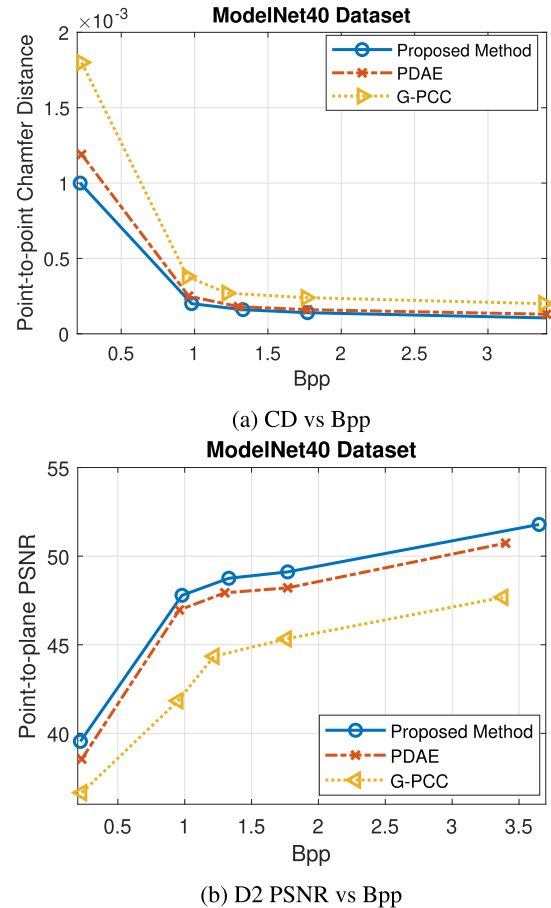 ModelNet40 Dataset
×10⁻³
2
1.5
1
0.5
0
Point-to-point Chamfer Distance
Proposed Method
PDAE
G-PCC
0.5 1 1.5 2 2.5 3
Bpp
(a) CD vs Bpp
ModelNet40 Dataset
55
50
45
40
Point-to-plane PSNR
Proposed Method
PDAE
G-PCC
0.5 1 1.5 2 2.5 3 3.5
Bpp
(b) D2 PSNR vs Bpp